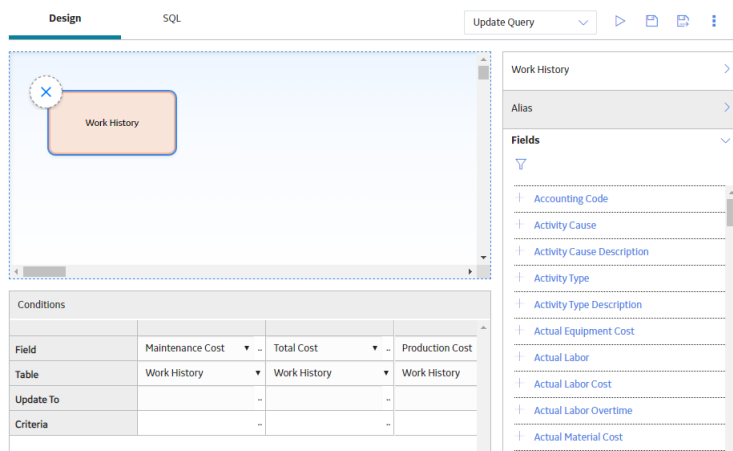 Design SQL Update Query
Work History
Work History
Alias
Fields
Accounting Code
Activity Cause
Activity Cause Description
Activity Type
Activity Type Description
Actual Equipment Cost
Actual Labor
Actual Labor Cost
Actual Labor Overtime
Actual Material Cost
Conditions
Field Maintenance Cost .. Total Cost .. Production Cost
Table Work History Work History Work History
Update To .. ..
Criteria .. ..